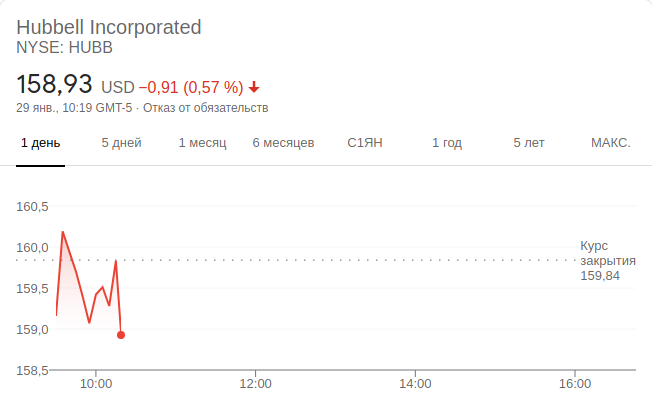 Hubbell Incorporated
NYSE: HUBB
158,93 USD −0,91 (0,57 %)
29 янв., 10:19 GMT-5 · Отказ от обязательств
1 день 5 дней 1 месяц 6 месяцев С1ЯН 1 год 5 лет МАКС.
160,5
160,0
Курс
закрытия
159,84
159,5
159,0
158,5
10:00 12:00 14:00 16:00